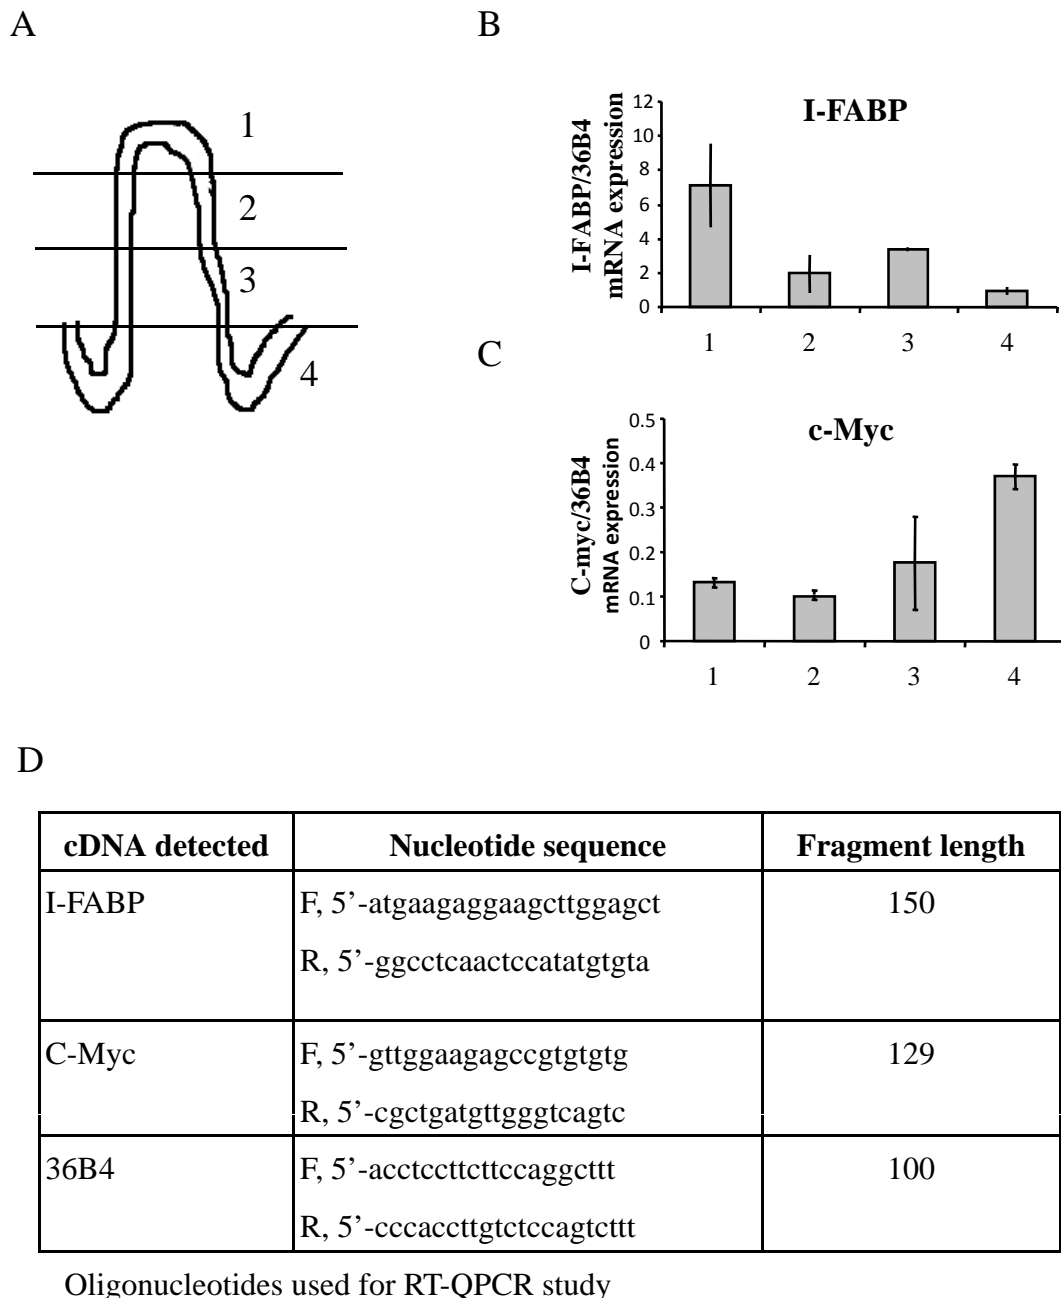 A
1
2
3
4
B
I-FABP
I-FABP/36B4
mRNA expression
12
10
8
6
4
2
0
1 2 3 4
C
c-Myc
C-myc/36B4
mRNA expression
0.5
0.4
0.3
0.2
0.1
0
1 2 3 4
D
cDNA detected Nucleotide sequence Fragment length
I-FABP F, 5’-atgaagaggaagcttggagct 150
R, 5’-ggcctcaactccatatgtgta
C-Myc F, 5’-gttggaagagccgtgtgtg 129
R, 5’-cgctgatgttgggtcagtc
36B4 F, 5’-acctccttcttccaggcttt 100
R, 5’-cccaccttgtctccagtcttt
Oligonucleotides used for RT-QPCR study